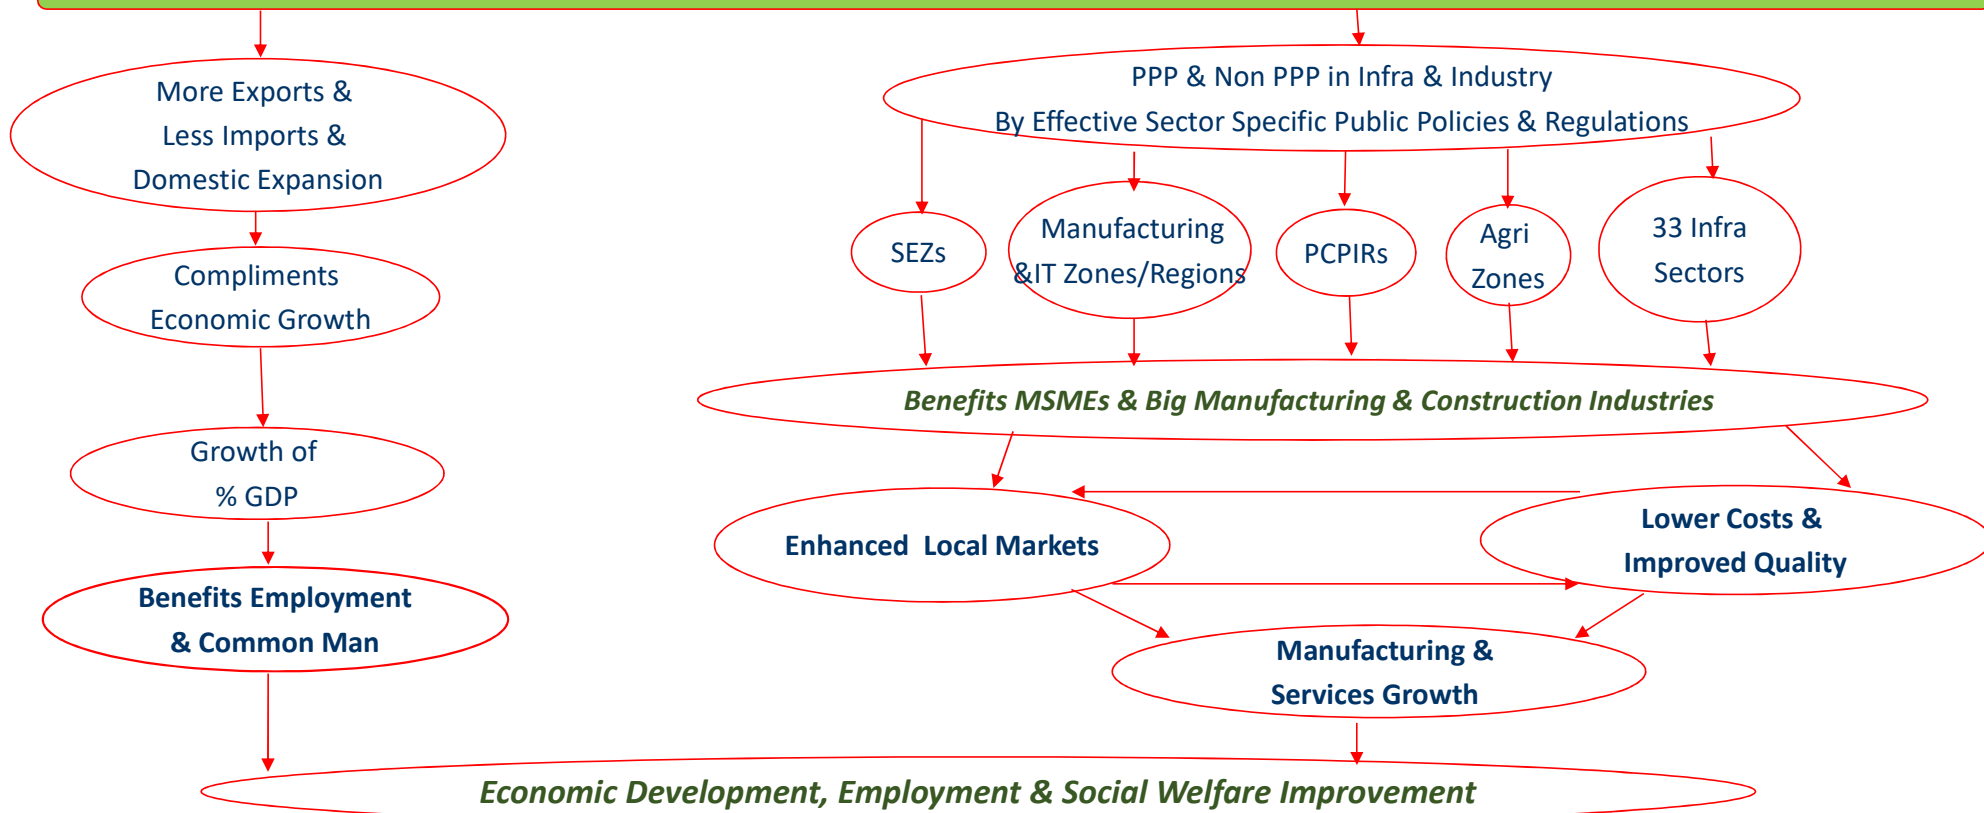 More Exports &
Less Imports &
Domestic Expansion
Compliments
Economic Growth
Growth of
% GDP
Benefits Employment
& Common Man
PPP & Non PPP in Infra & Industry
By Effective Sector Specific Public Policies & Regulations
SEZs
Manufacturing
&IT Zones/Regions
PCPIRs
Agri
Zones
33 Infra
Sectors
Benefits MSMEs & Big Manufacturing & Construction Industries
Enhanced Local Markets
Lower Costs &
Improved Quality
Manufacturing &
Services Growth
Economic Development, Employment & Social Welfare Improvement